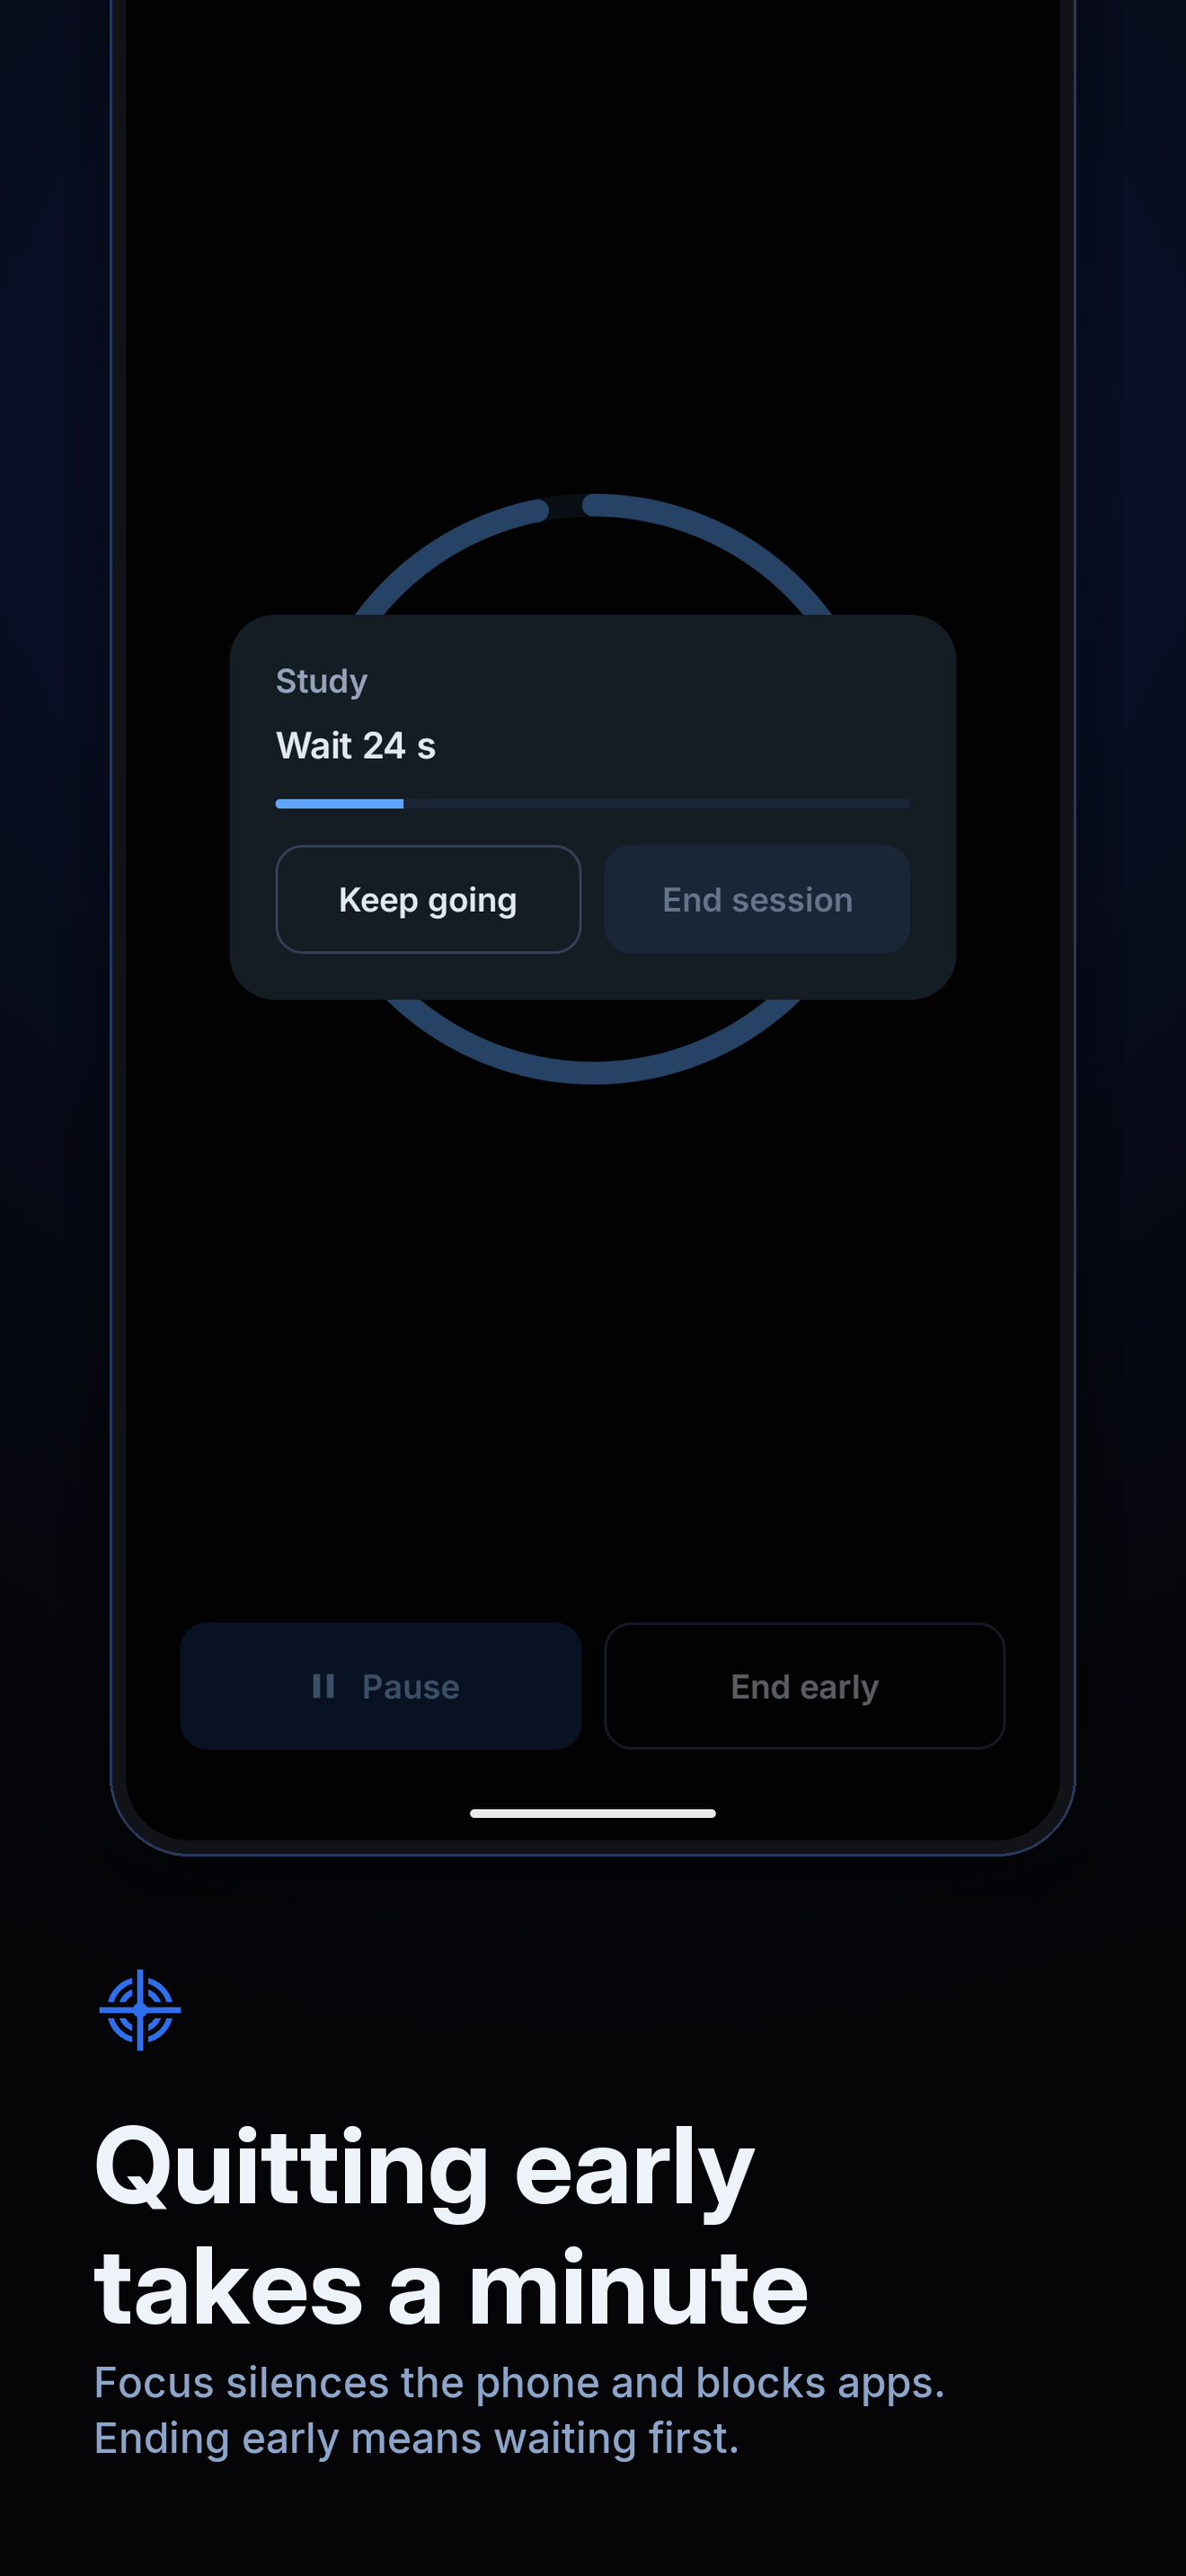 Study
Wait 24 s
Keep going
End session
Pause
End early
Quitting early
takes a minute
Focus silences the phone and blocks apps.
Ending early means waiting first.